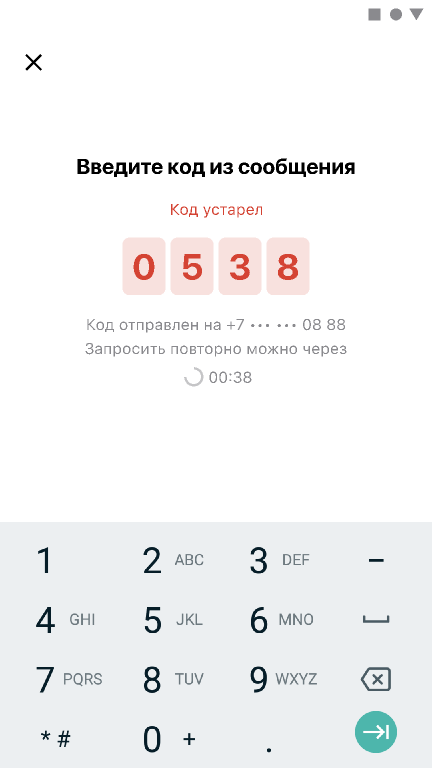 Введите код из сообщения
Код устарел
0 5 3 8
Код отправлен на +7 ••• ••• 08 88
Запросить повторно можно через
00:38
1 2 ABC 3 DEF –
4 GHI 5 JKL 6 MNO
7 PQRS 8 TUV 9 WXYZ
* # 0 + .